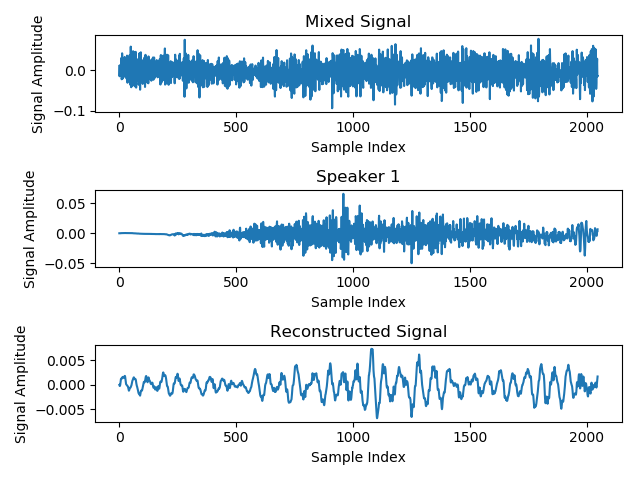 Mixed Signal
Signal Amplitude
0.0
−0.1
0 500 1000 1500 2000
Sample Index
Speaker 1
Signal Amplitude
0.05
0.00
−0.05
0 500 1000 1500 2000
Sample Index
Reconstructed Signal
Signal Amplitude
0.005
0.000
−0.005
0 500 1000 1500 2000
Sample Index